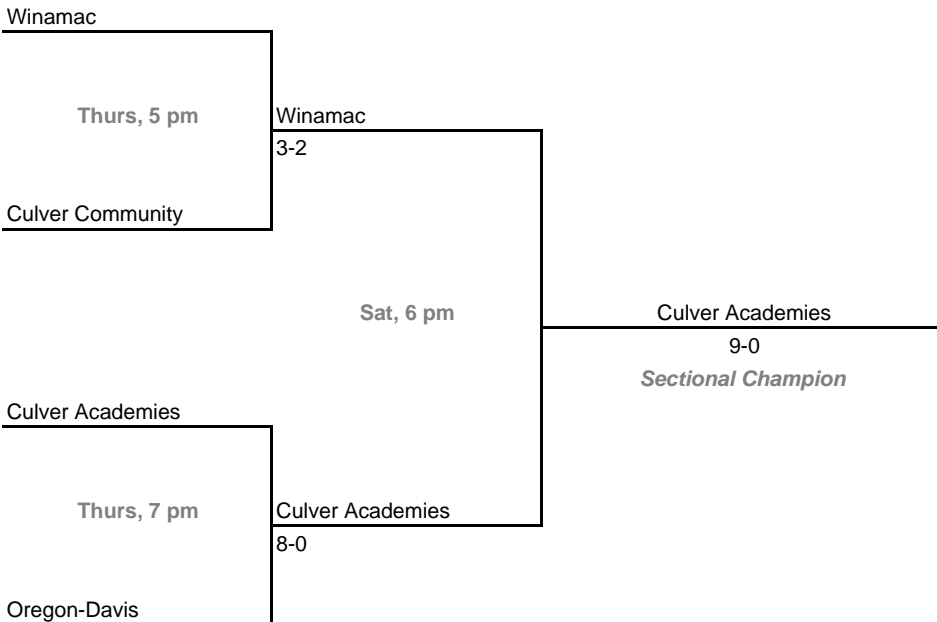 Winamac
Thurs, 5 pm
Winamac
3-2
Culver Community
Sat, 6 pm
Culver Academies
9-0
Sectional Champion
Culver Academies
Thurs, 7 pm
Culver Academies
8-0
Oregon-Davis